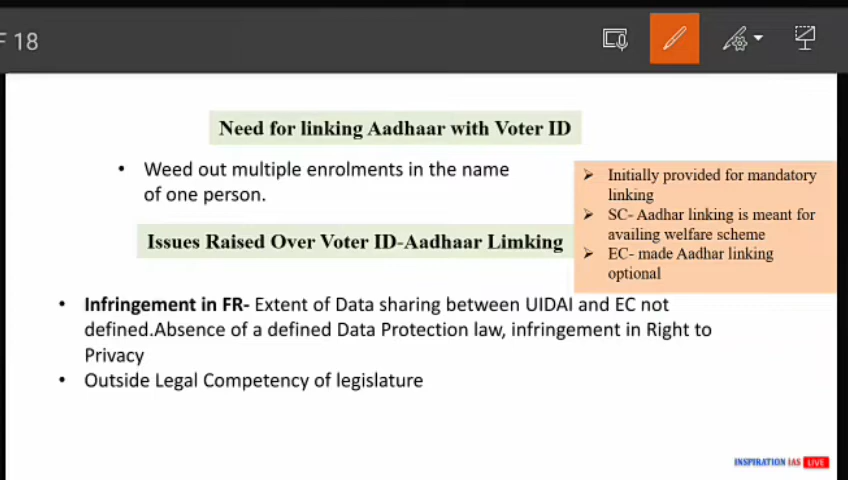 F 18
Need for linking Aadhaar with Voter ID
• Weed out multiple enrolments in the name
of one person.
➢ Initially provided for mandatory
linking
➢ SC- Aadhar linking is meant for
availing welfare scheme
➢ EC- made Aadhar linking
optional
Issues Raised Over Voter ID-Aadhaar Limking
• Infringement in FR- Extent of Data sharing between UIDAI and EC not
defined.Absence of a defined Data Protection law, infringement in Right to
Privacy
• Outside Legal Competency of legislature
INSPIRATION IAS LIVE